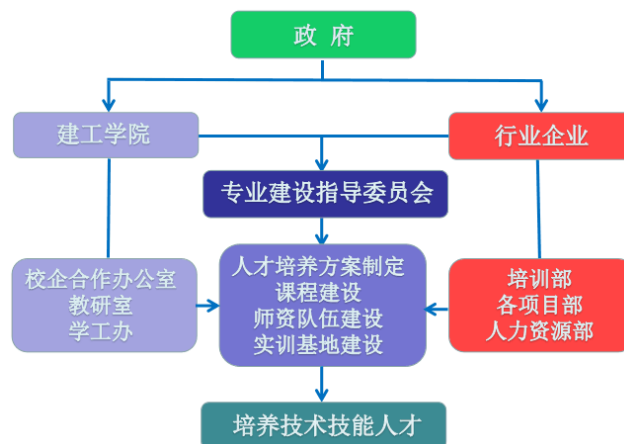 政 府
建工学院
行业企业
专业建设指导委员会
校企合作办公室
教研室
学工办
人才培养方案制定
课程建设
师资队伍建设
实训基地建设
培训部
各项目部
人力资源部
培养技术技能人才